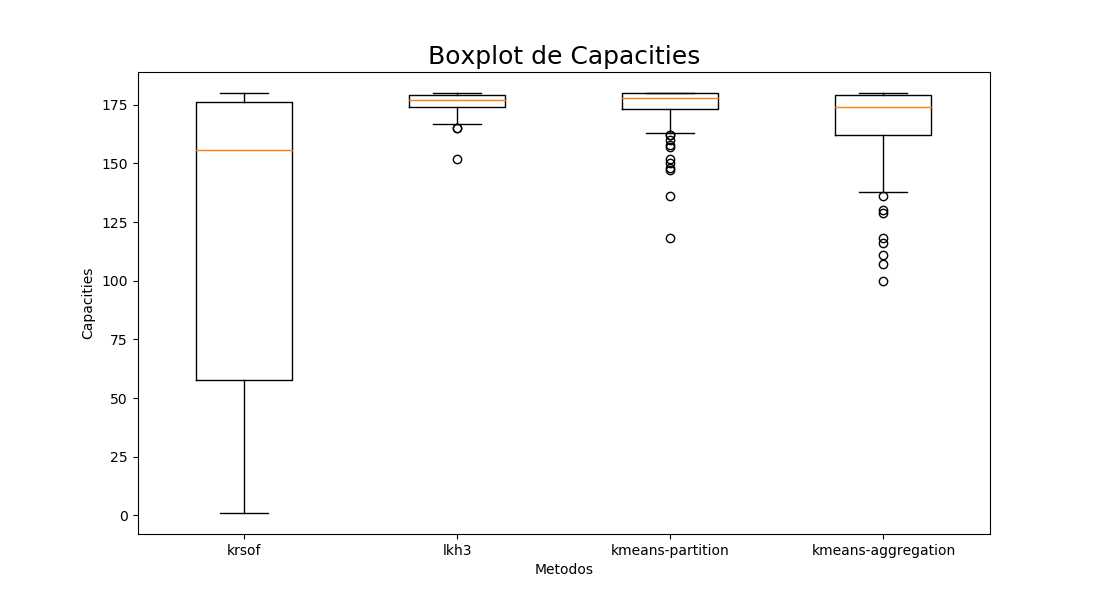 Boxplot de Capacities
Capacities
175
150
125
100
75
50
25
0
krsof lkh3 kmeans-partition kmeans-aggregation
Metodos